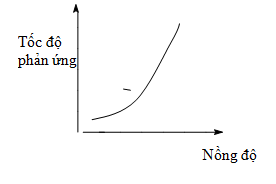 Tốc độ
phản ứng
Nồng độ